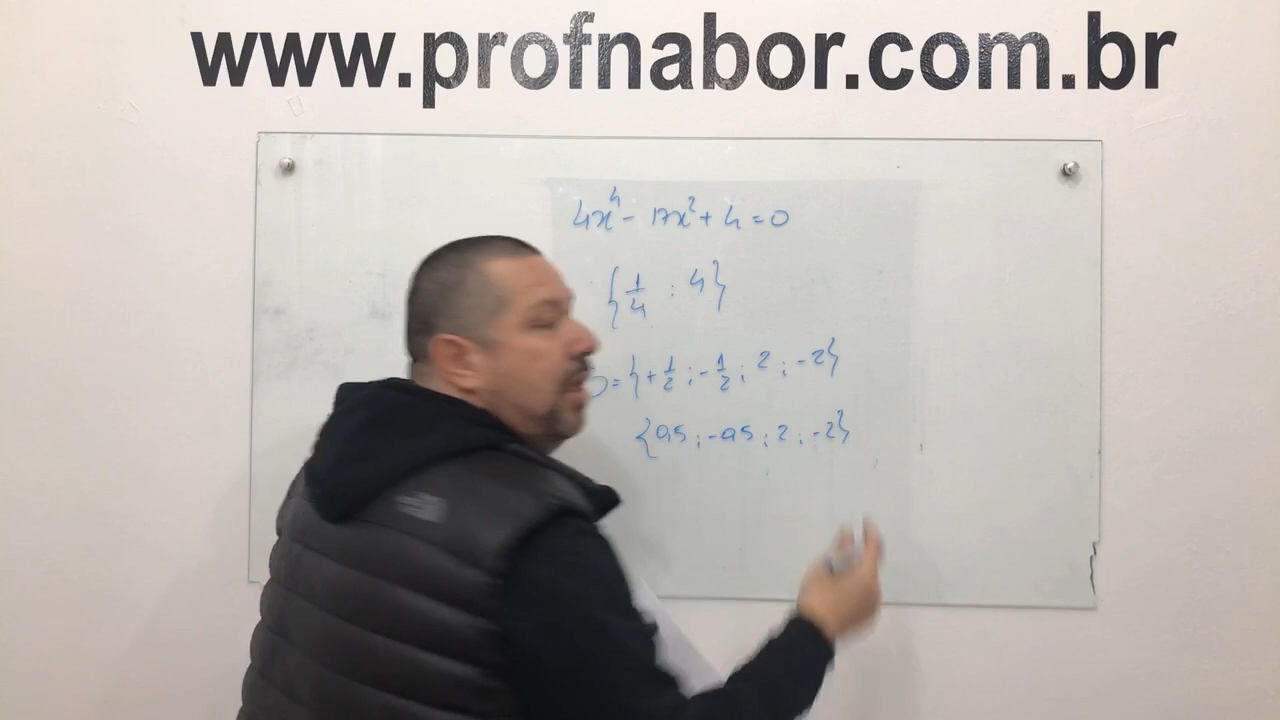 www.profnabor.com.br
4x⁴ - 17x² + 4 = 0
{1/4 ; 4}
= {+1/2 ; -1/2 ; 2 ; -2}
{0,5 ; -0,5 ; 2 ; -2}